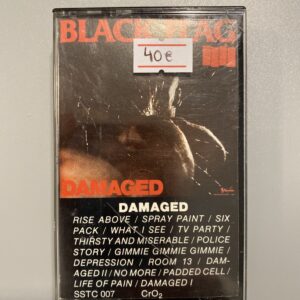 BLACK FLAG
40€
DAMAGED
DAMAGED
RISE ABOVE / SPRAY PAINT / SIX
PACK / WHAT I SEE / TV PARTY /
THIRSTY AND MISERABLE / POLICE
STORY / GIMMIE GIMMIE GIMMIE /
DEPRESSION / ROOM 13 / DAM-
AGED II / NO MORE / PADDED CELL /
LIFE OF PAIN / DAMAGED I
SSTC 007 CrO2